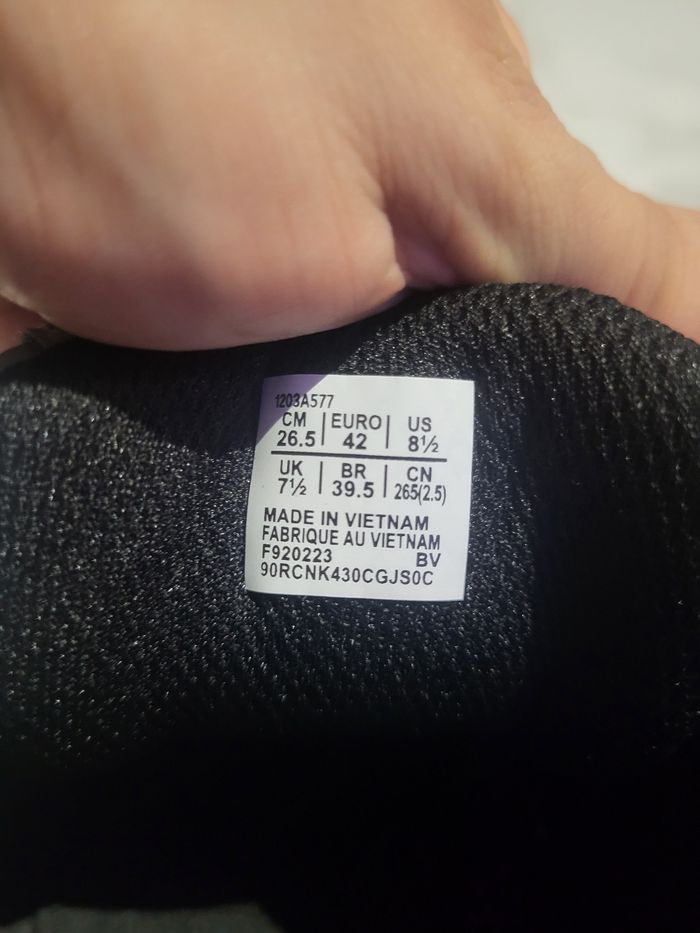 1203A577
CM EURO US
26.5 42 8½
UK BR CN
7½ 39.5 265(2.5)
MADE IN VIETNAM
FABRIQUE AU VIETNAM
F920223 BV
90RCNK430CGJS0C